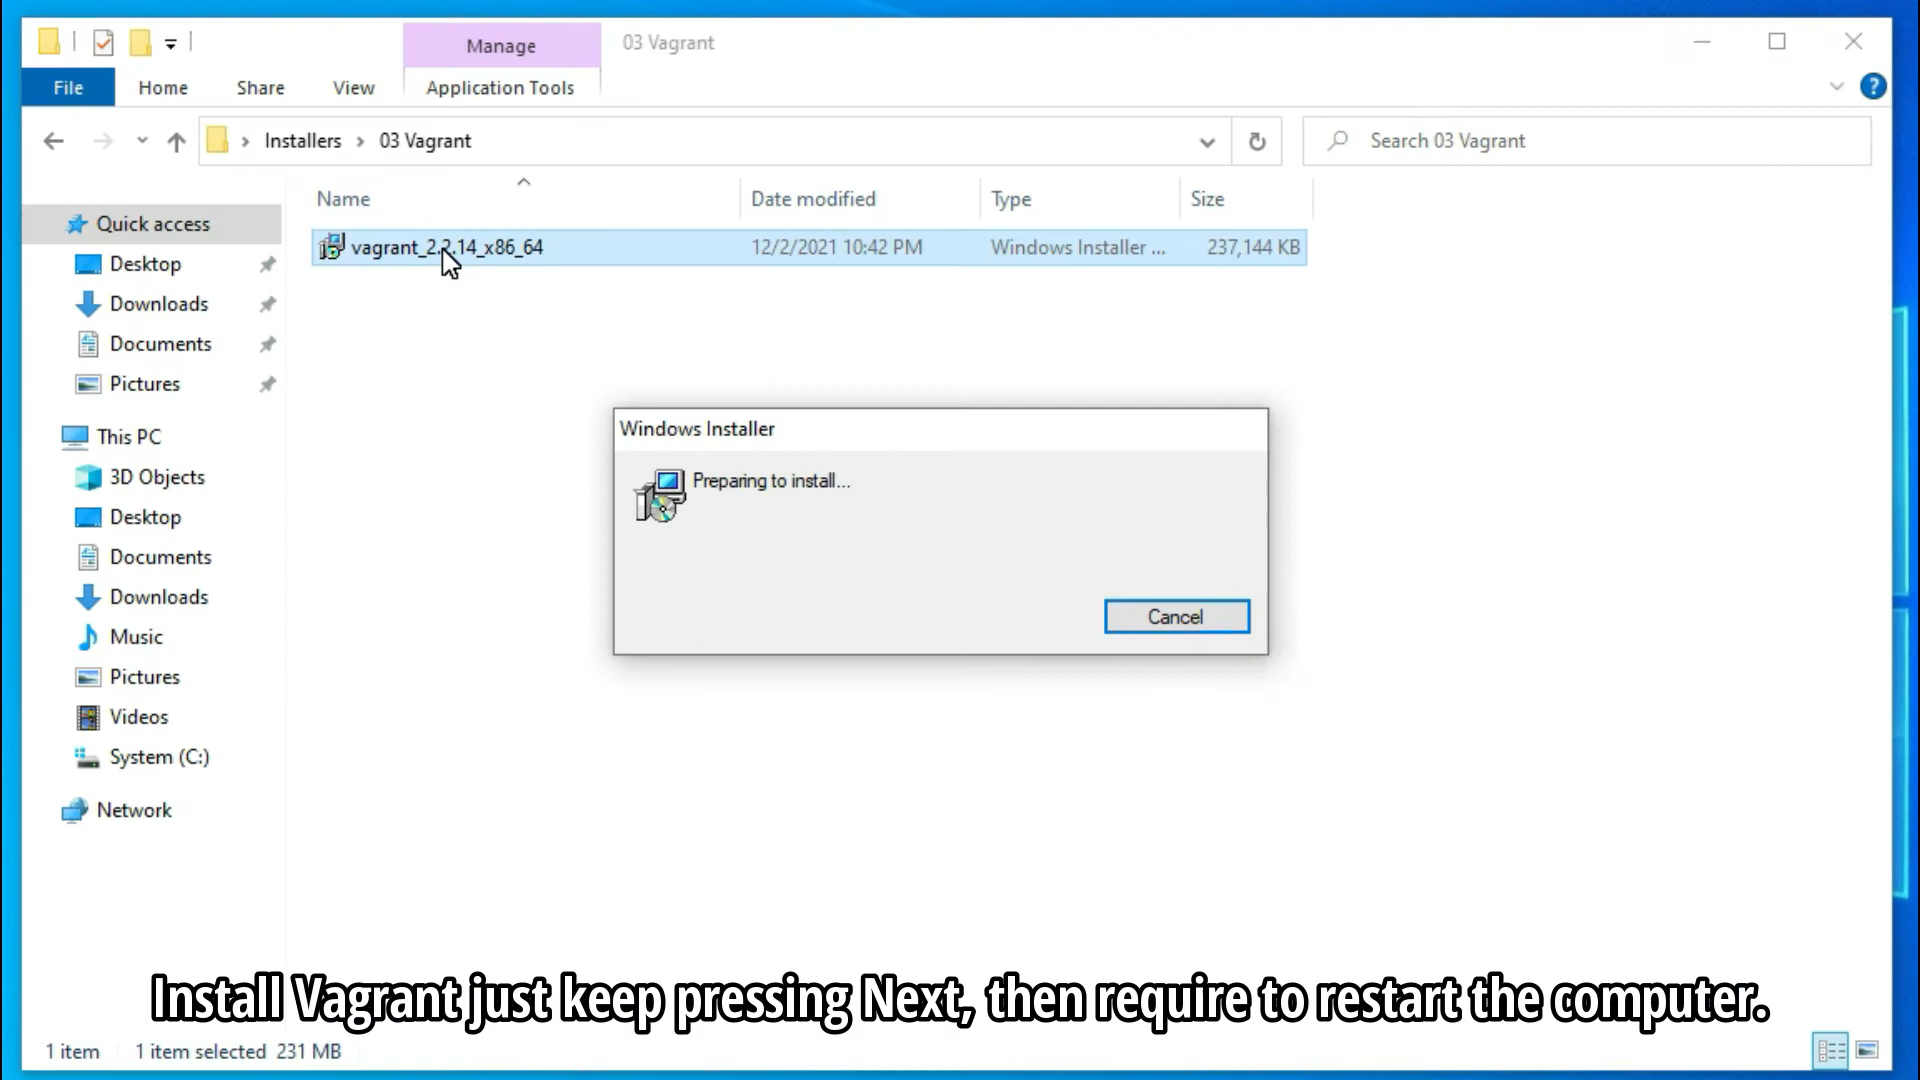 Manage
03 Vagrant
File
Home
Share
View
Application Tools
?
Installers
03 Vagrant
Search 03 Vagrant
Name
Date modified
Type
Size
Quick access
vagrant_2.2.14_x86_64
12/2/2021 10:42 PM
Windows Installer ...
237,144 KB
Desktop
Downloads
Documents
Pictures
This PC
3D Objects
Desktop
Documents
Downloads
Music
Pictures
Videos
System (C:)
Network
Windows Installer
Preparing to install...
Cancel
Install Vagrant just keep pressing Next, then require to restart the computer.
1 item
1 item selected 231 MB